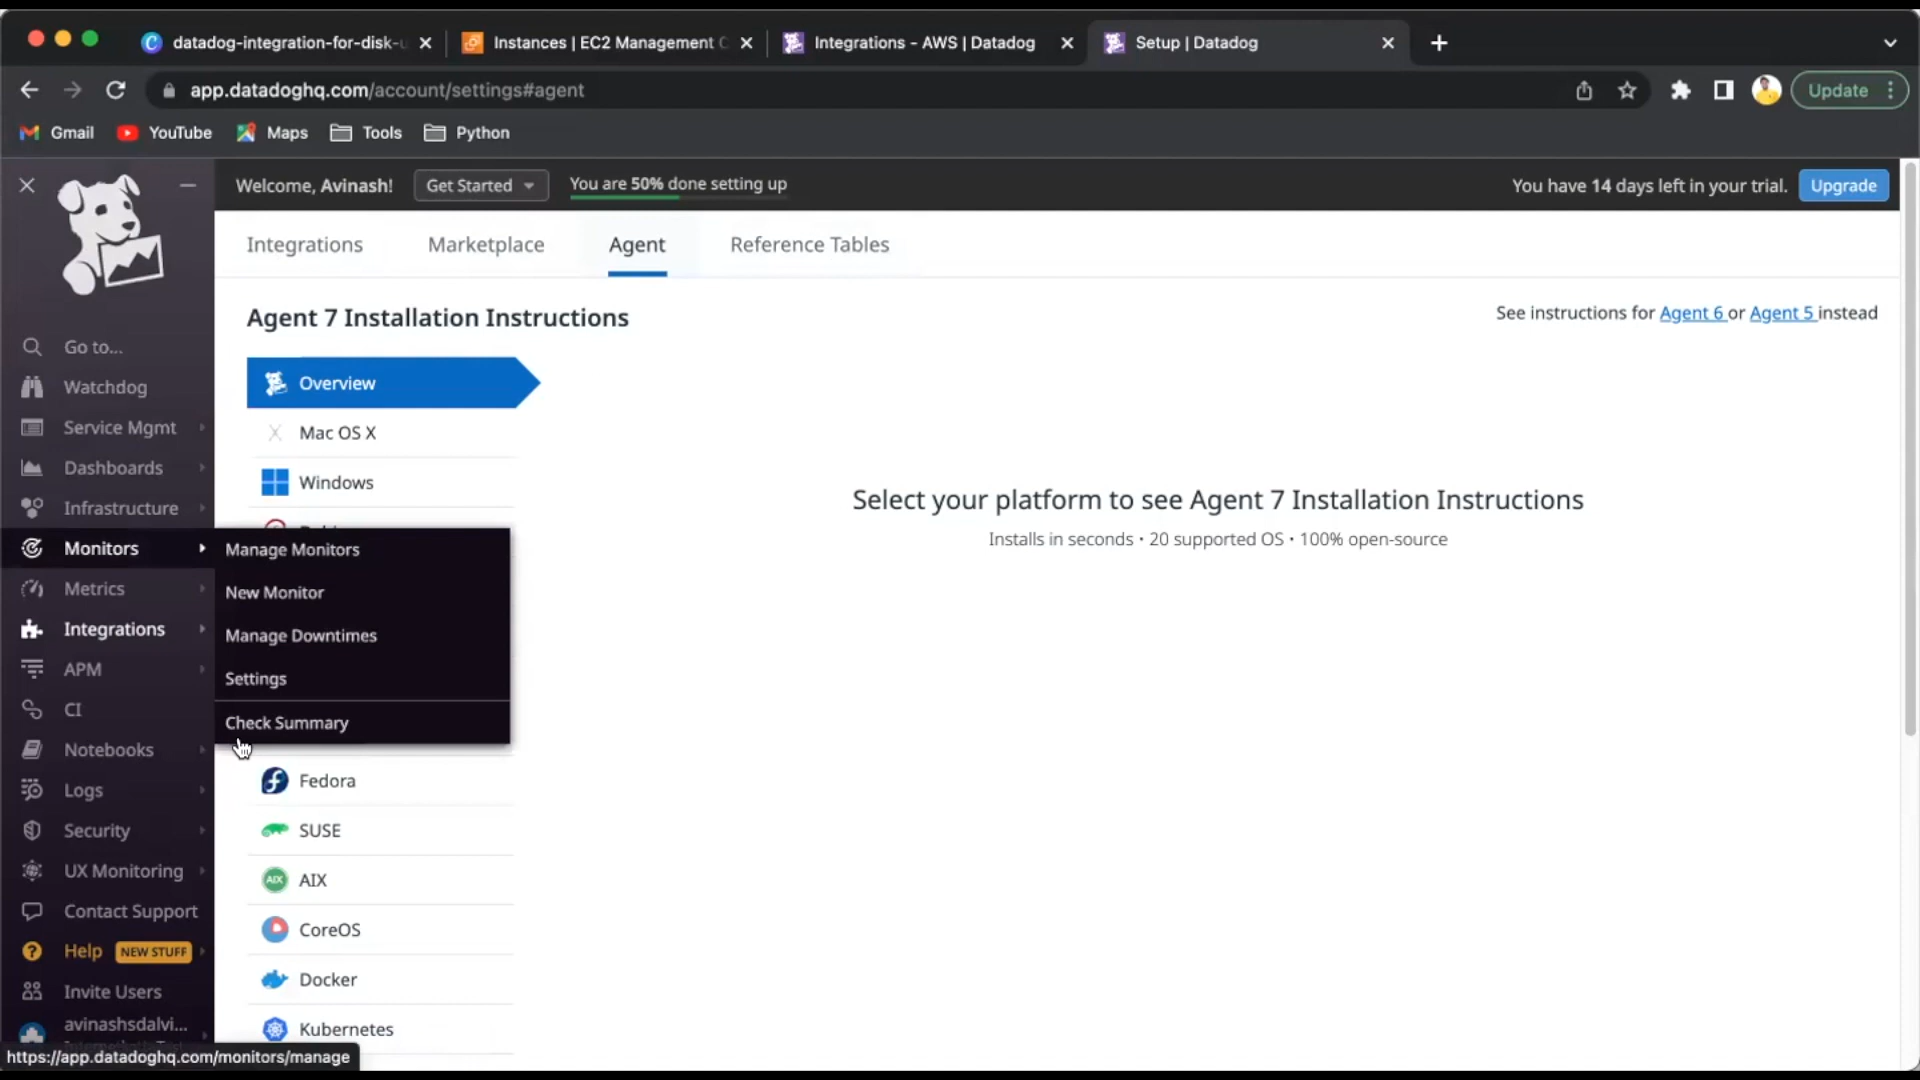 datadog-integration-for-disk-u
Instances | EC2 Management C
Integrations - AWS | Datadog
Setup | Datadog
app.datadoghq.com/account/settings#agent
Update
Gmail
YouTube
Maps
Tools
Python
Welcome, Avinash!
Get Started
You are 50% done setting up
You have 14 days left in your trial.
Upgrade
Integrations
Marketplace
Agent
Reference Tables
Agent 7 Installation Instructions
See instructions for Agent 6 or Agent 5 instead
Go to...
Watchdog
Service Mgmt
Dashboards
Infrastructure
Monitors
Metrics
Integrations
APM
CI
Notebooks
Logs
Security
UX Monitoring
Contact Support
Help NEW STUFF
Invite Users
avinashsdalvi...
https://app.datadoghq.com/monitors/manage
Manage Monitors
New Monitor
Manage Downtimes
Settings
Check Summary
Overview
Mac OS X
Windows
Fedora
SUSE
AIX
AIX
CoreOS
Docker
Kubernetes
Select your platform to see Agent 7 Installation Instructions
Installs in seconds • 20 supported OS • 100% open-source